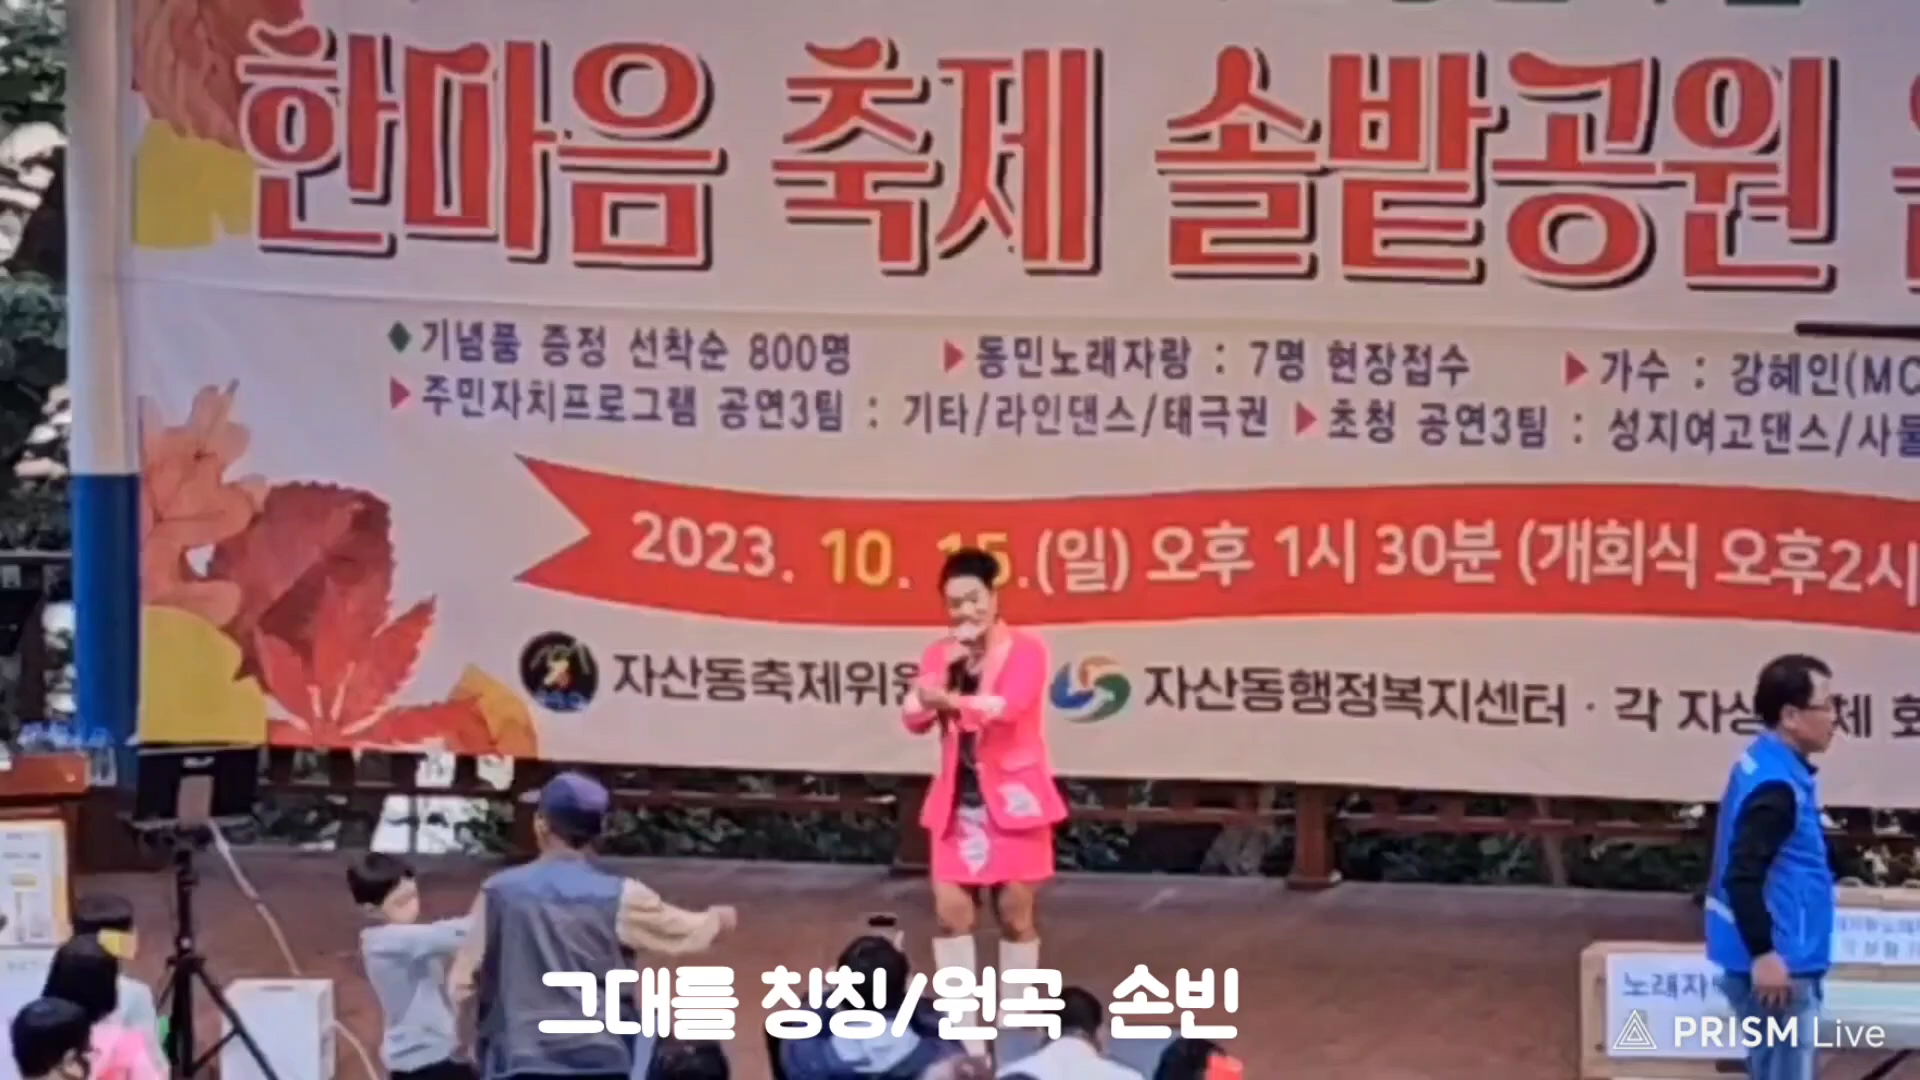 한마음 축제 솔밭공원
기념품 증정 선착순 800명 ▶동민노래자랑 : 7명 현장접수 ▶가수 : 강혜인(MC
▶주민자치프로그램 공연3팀 : 기타/라인댄스/태극권 ▶초청 공연3팀 : 성지여고댄스/사물
2023. 10. 15.(일) 오후 1시 30분 (개회식 오후2시
자산동축제위원 자산동행정복지센터 · 각 자생 체 회
노래자
그대를 칭칭/원곡 손빈
PRISM Live